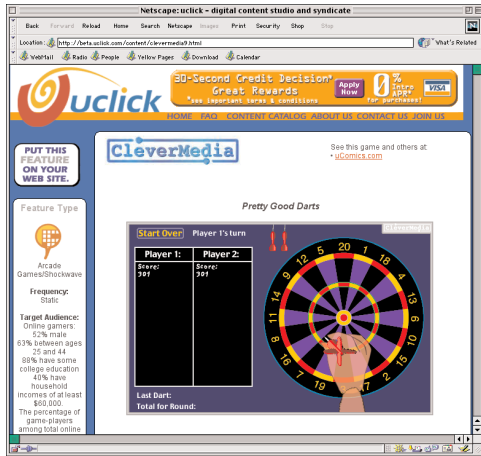 Netscape: uclick - digital content studio and syndicate
Back Forward Reload Home Search Netscape Images Print Security Shop Stop
Location: http://beta.uclick.com/content/clevermedia9.html What's Related
WebMail Radio People Yellow Pages Download Calendar
uclick
30-Second Credit Decision*
Great Rewards
*see important terms & conditions
Apply Now
0% Intro APR*
for purchases!
VISA
HOME FAQ CONTENT CATALOG ABOUT US CONTACT US JOIN US
PUT THIS
FEATURE
ON YOUR
WEB SITE.
CleverMedia
See this game and others at:
• uComics.com
Feature Type
Arcade
Games/Shockwave
Frequency:
Static
Target Audience:
Online gamers:
52% male
63% between ages
25 and 44
88% have some
college education
40% have
household
incomes of at least
$60,000.
The percentage of
game-players
among total online
Pretty Good Darts
Start Over Player 1's turn
CleverMedia
Player 1: Player 2:
Score: Score:
301 301
Last Dart:
Total for Round:
20 1 18 4 13 6 10 15 2 17 19 7 16 8 11 14 9 12 5